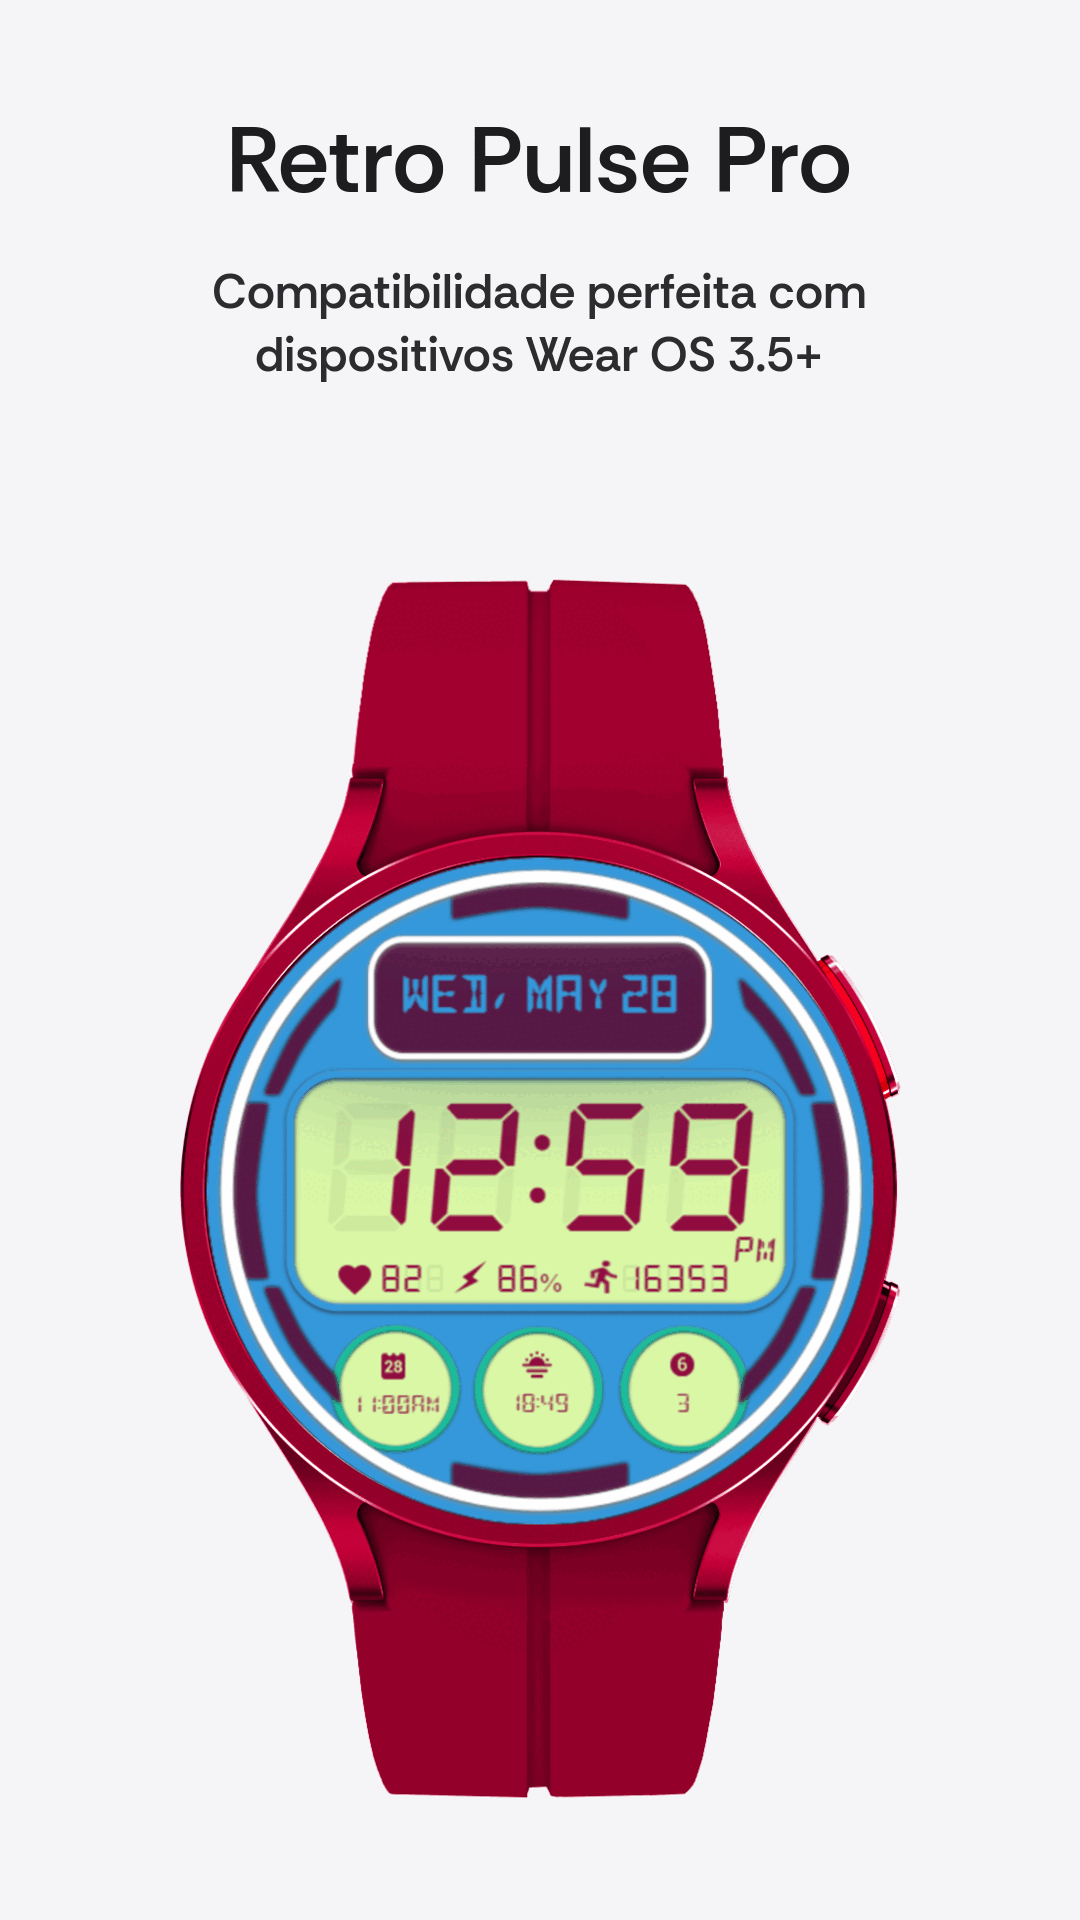 Retro Pulse Pro
Compatibilidade perfeita com
dispositivos Wear OS 3.5+
WED, MAY 28
12:59
PM
82 86% 16353
28 6
11:00AM 18:49 3